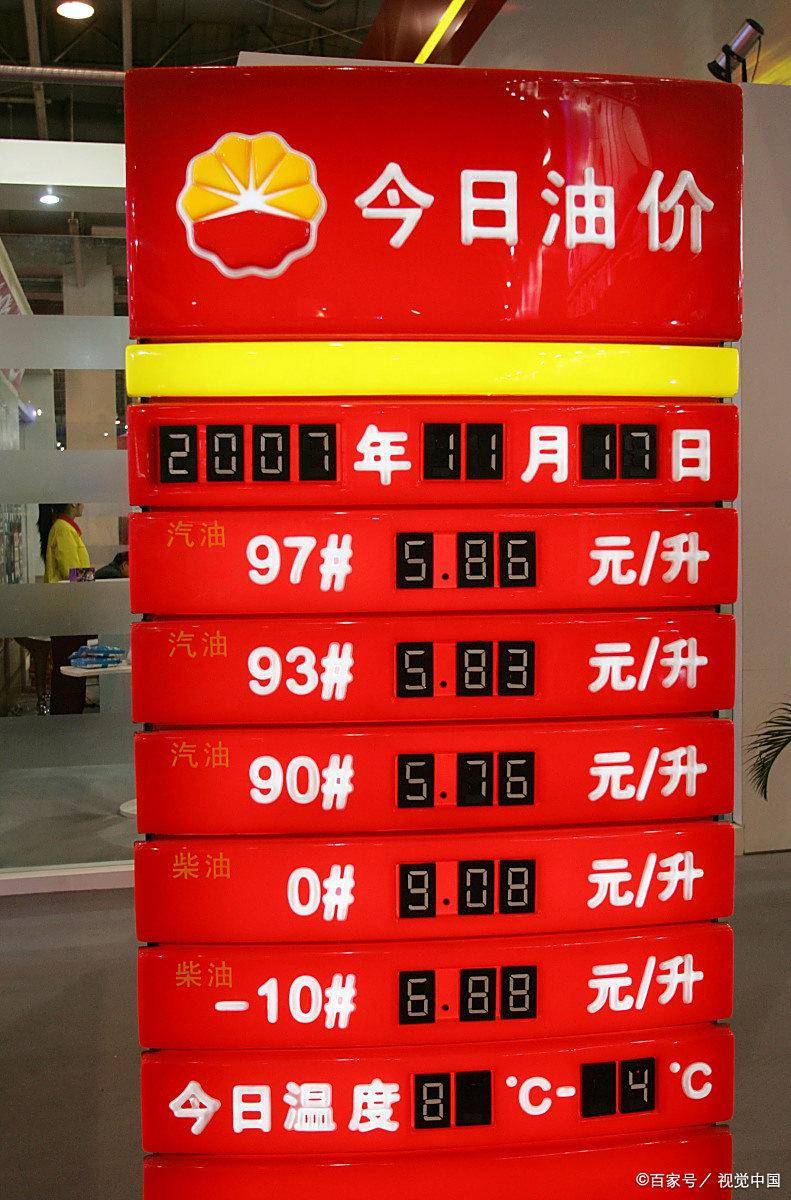 今日油价
2007年11月17日
汽油 97# 5.86 元/升
汽油 93# 5.83 元/升
汽油 90# 5.76 元/升
柴油 0# 9.08 元/升
柴油 -10# 6.88 元/升
今日温度8 ℃- 4 ℃
©百家号/视觉中国